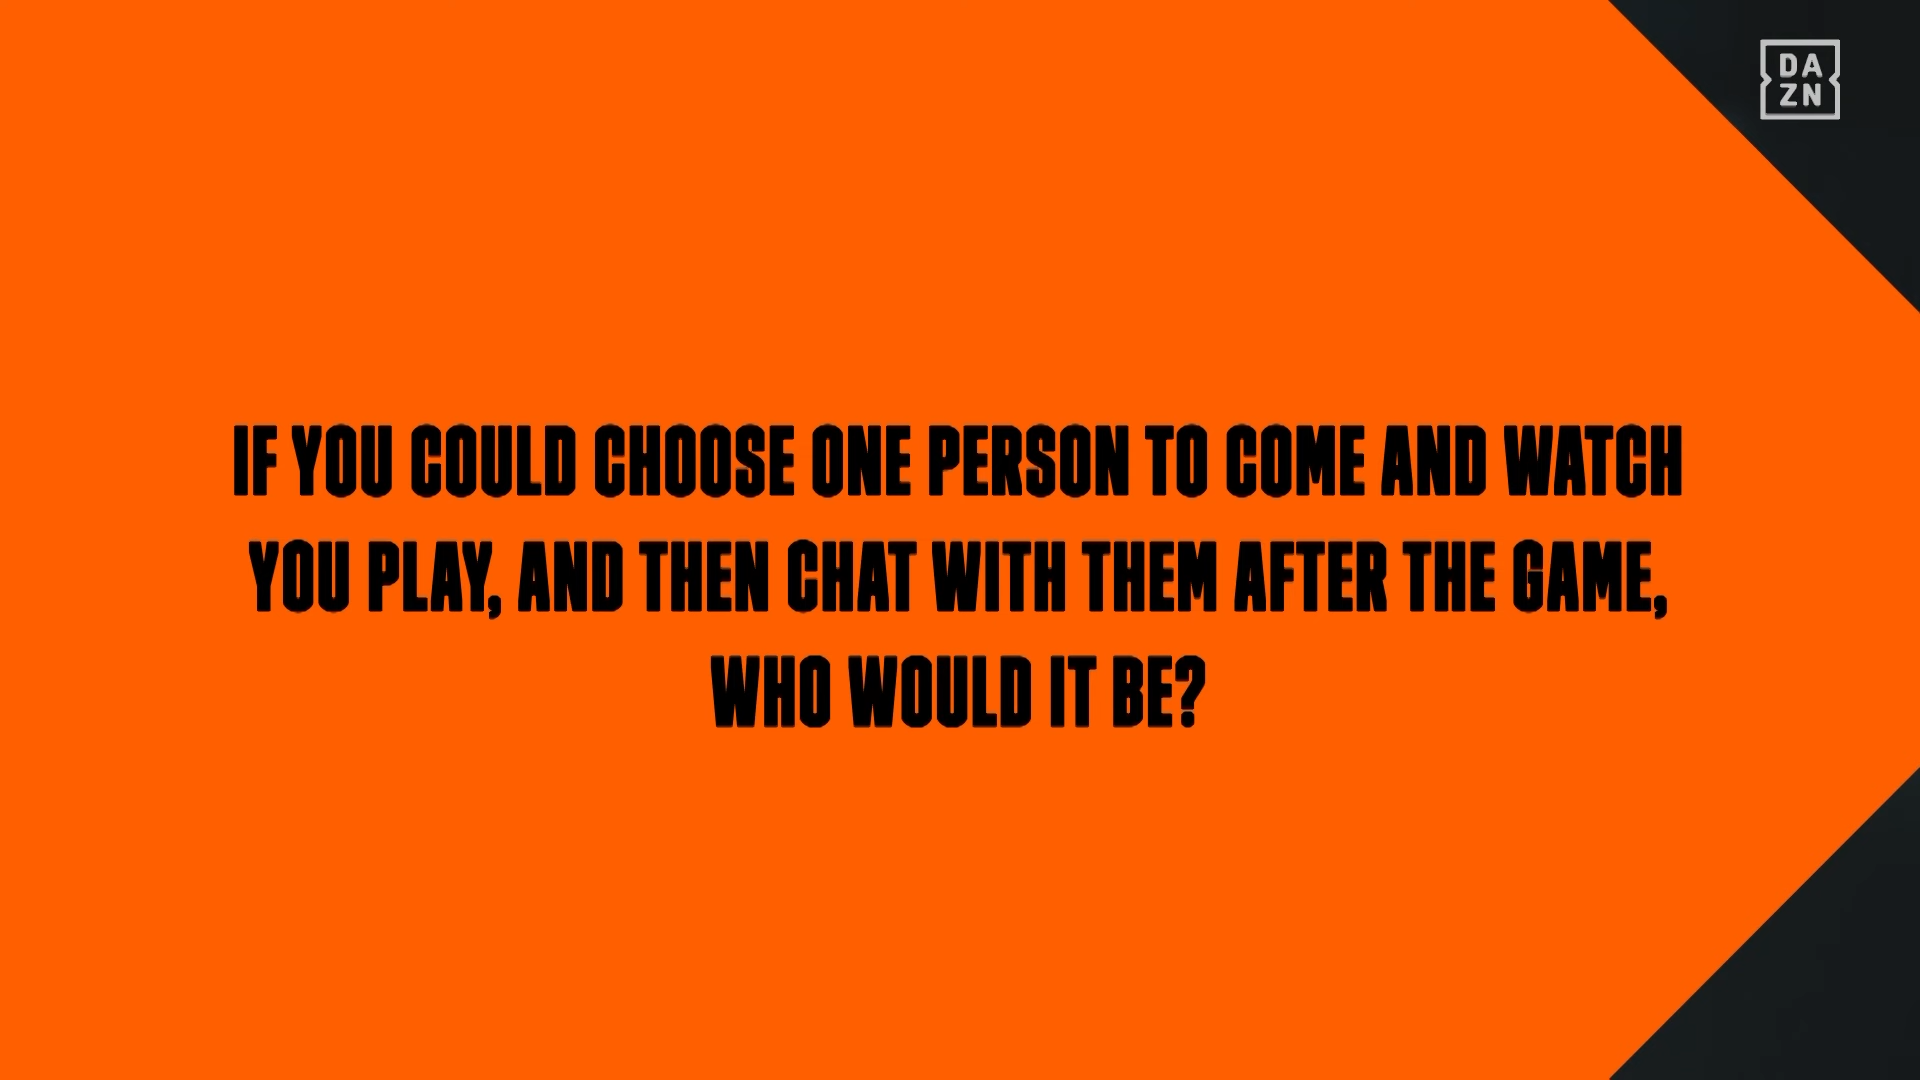 DA
ZN
IF YOU COULD CHOOSE ONE PERSON TO COME AND WATCH
YOU PLAY, AND THEN CHAT WITH THEM AFTER THE GAME,
WHO WOULD IT BE?